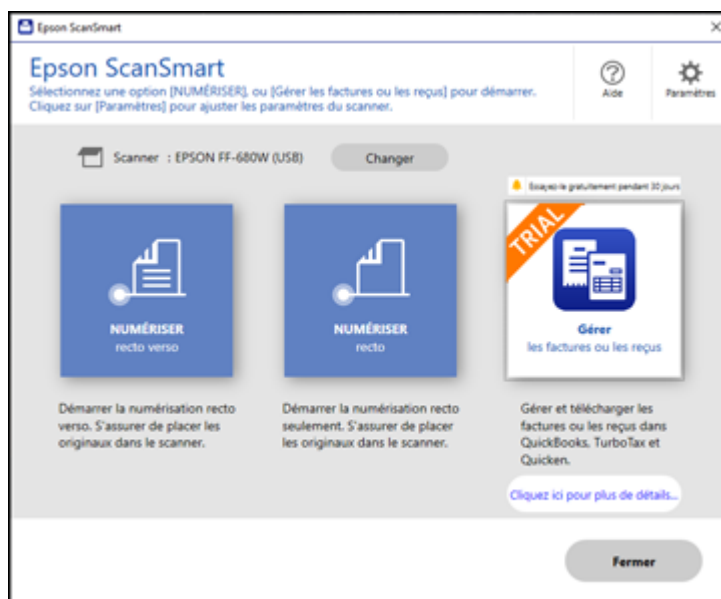 Epson ScanSmart
Epson ScanSmart
Sélectionnez une option [NUMÉRISER], ou [Gérer les factures ou les reçus] pour démarrer.
Cliquez sur [Paramètres] pour ajuster les paramètres du scanner.
Aide
Paramètres
Scanner : EPSON FF-680W (USB)
Changer
Essayez-le gratuitement pendant 30 jours
NUMÉRISER
recto verso
NUMÉRISER
recto
TRIAL
Gérer
les factures ou les reçus
Démarrer la numérisation recto
verso. S'assurer de placer les
originaux dans le scanner.
Démarrer la numérisation recto
seulement. S'assurer de placer
les originaux dans le scanner.
Gérer et télécharger les
factures ou les reçus dans
QuickBooks, TurboTax et
Quicken.
Cliquez ici pour plus de détails...
Fermer